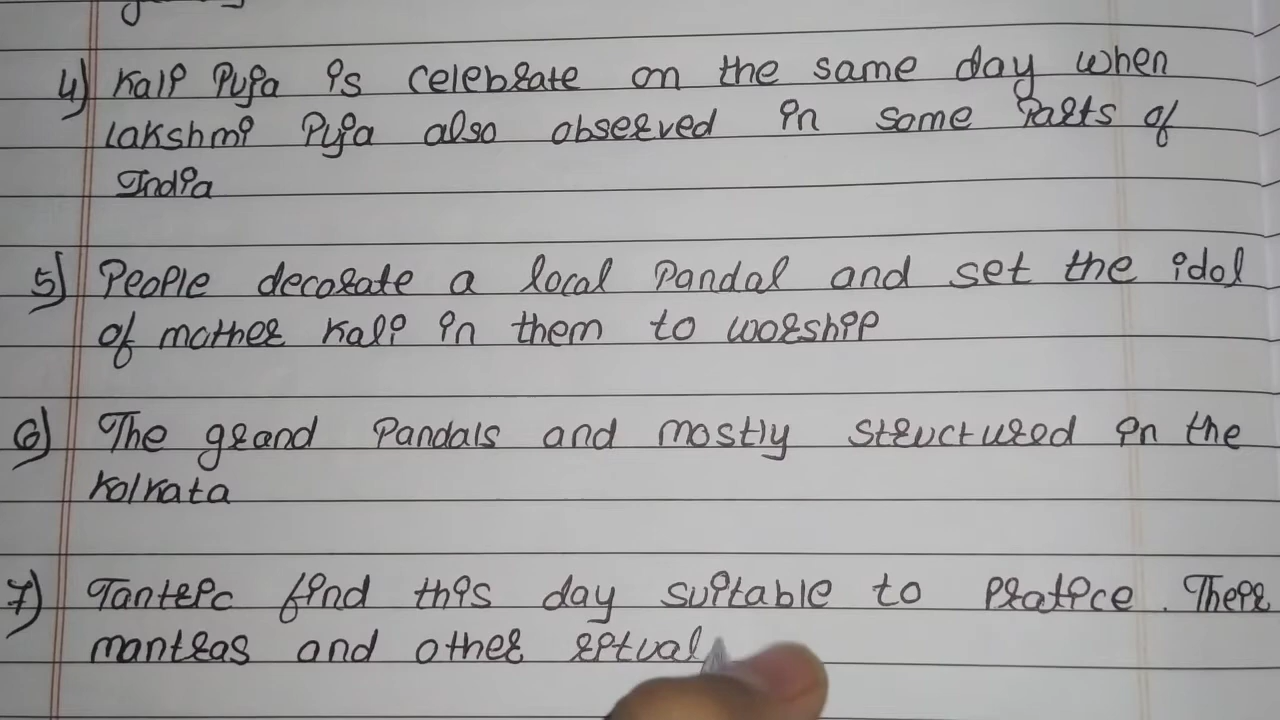 4) Kali Puja is celebrate on the same day when
Lakshmi Puja also observed in some Parts of
India
5) People decorate a local Pandal and set the idol
of mother Kali in them to worship
6) The grand Pandals and mostly structured in the
Kolkata
7) Tantric find this day suitable to Pratice. Their
mantras and other ritual